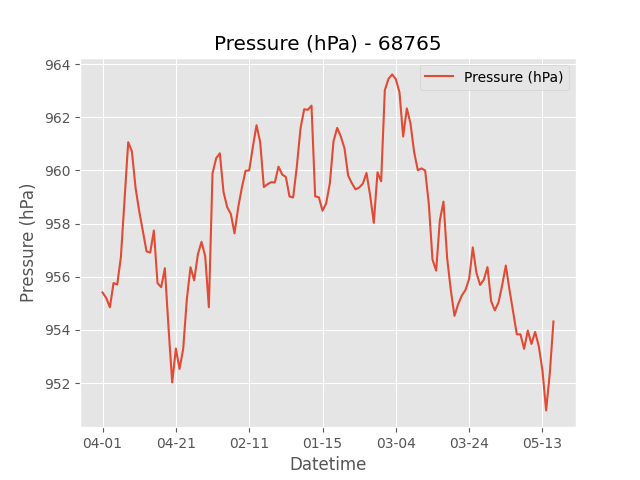 Pressure (hPa) - 68765
Pressure (hPa)
Pressure (hPa)
964
962
960
958
956
954
952
04-01 04-21 02-11 01-15 03-04 03-24 05-13
Datetime